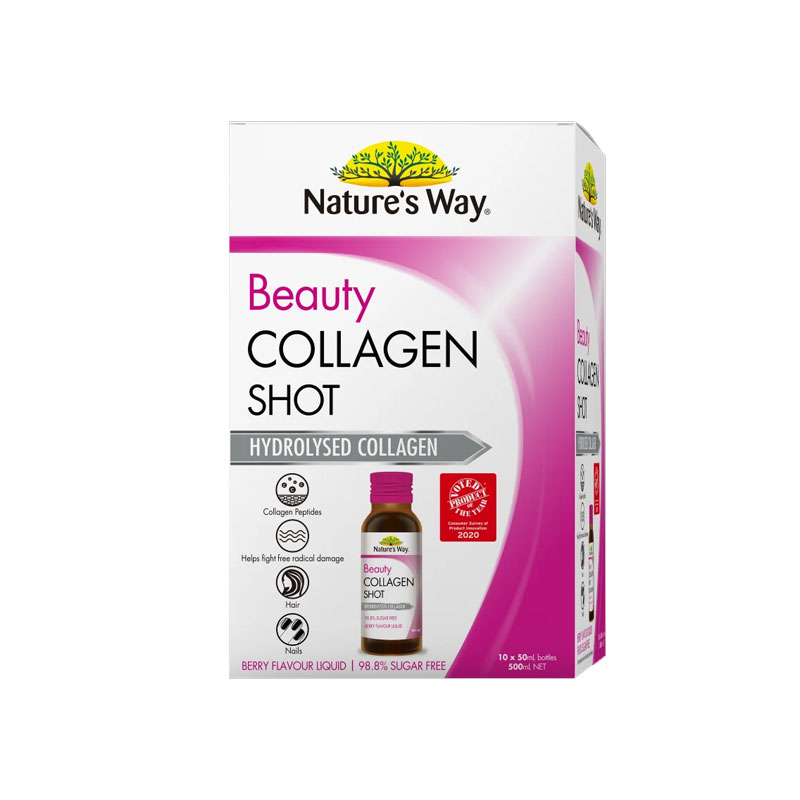 Nature's Way®
Beauty
COLLAGEN
SHOT
HYDROLYSED COLLAGEN
Collagen Peptides
Helps fight free radical damage
Hair
Nails
BERRY FLAVOUR LIQUID | 98.8% SUGAR FREE
Nature's Way
Beauty
COLLAGEN
SHOT
HYDROLYSED COLLAGEN
98.8% SUGAR FREE
BERRY FLAVOUR LIQUID
VOTED
PRODUCT
OF
THE YEAR
Consumer Survey of
Product Innovation
2020
10 x 50mL bottles
500mL NET
Nature's Way
Beauty
COLLAGEN
SHOT